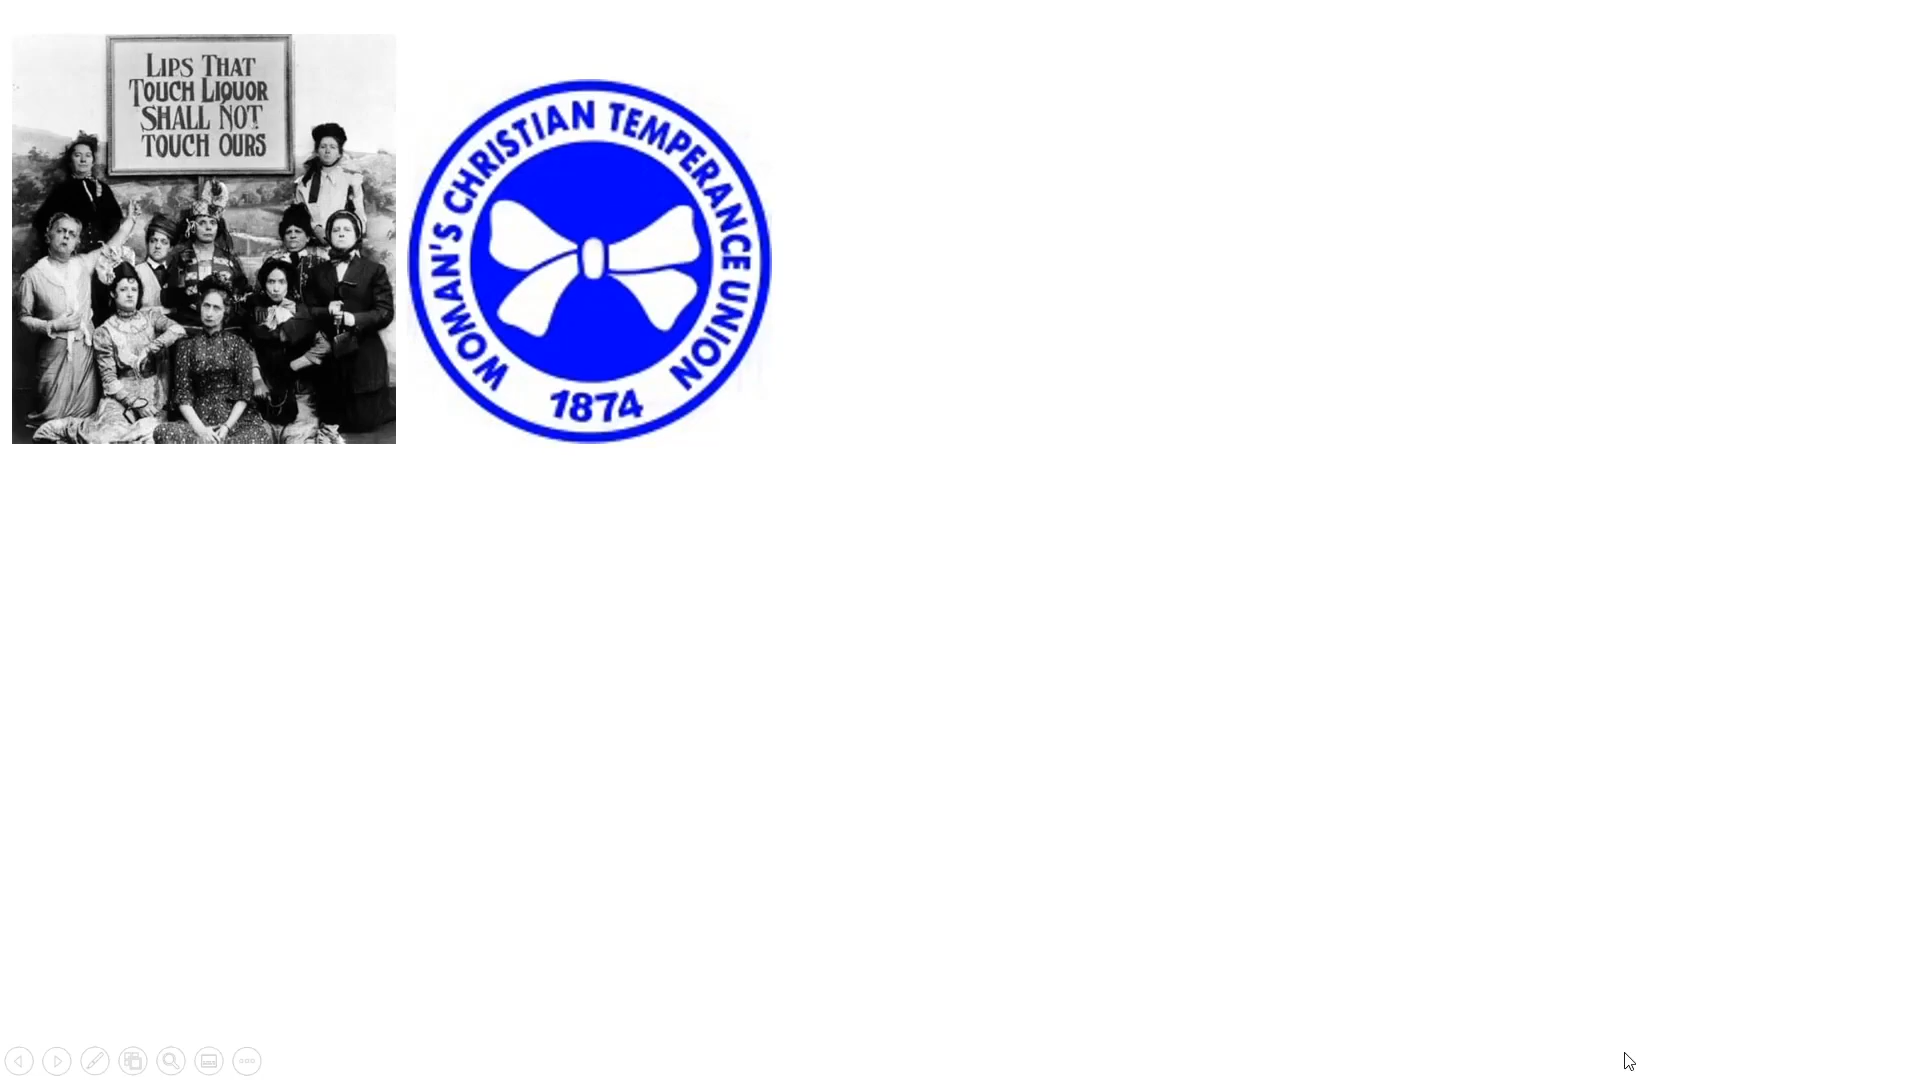 LIPS THAT
TOUCH LIQUOR
SHALL NOT
TOUCH OURS
WOMAN'S CHRISTIAN TEMPERANCE UNION
1874